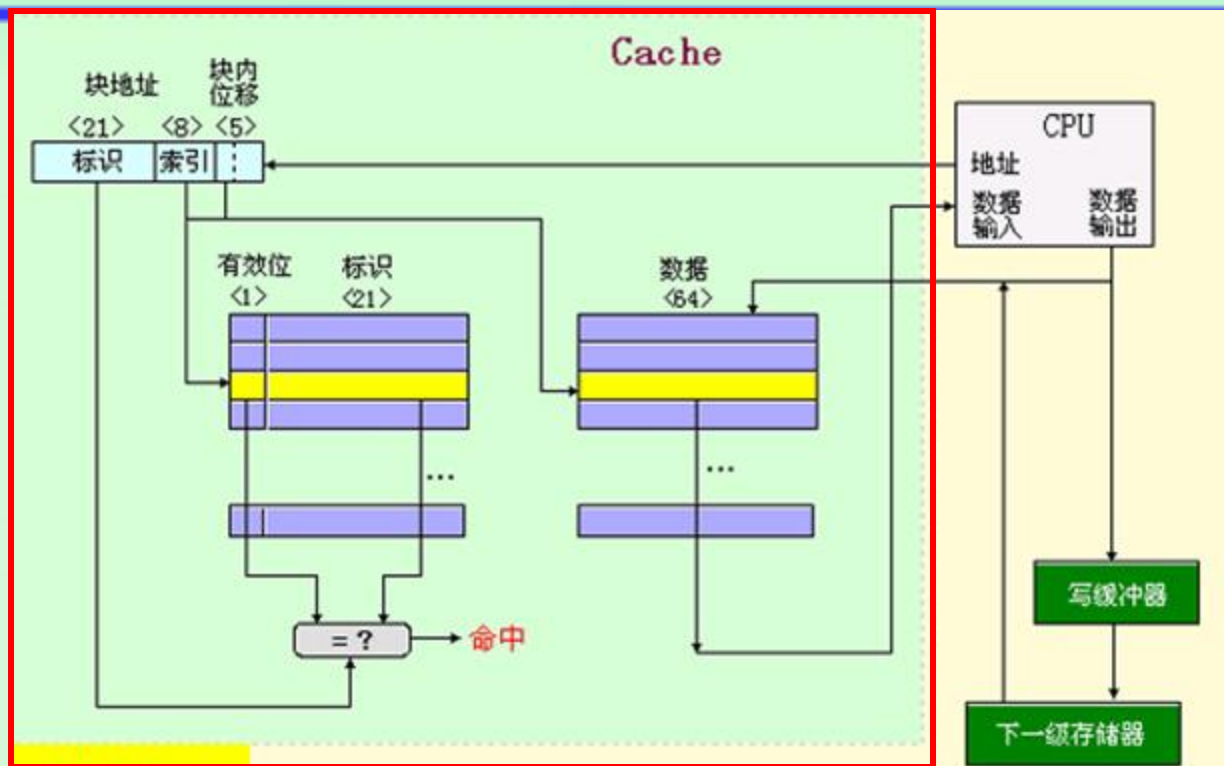 Cache
块地址
块内
位移
<21>
<8>
<5>
标识
索引
CPU
地址
数据
输入
数据
输出
有效位
<1>
标识
<21>
数据
<64>
...
...
= ?
命中
写缓冲器
下一级存储器